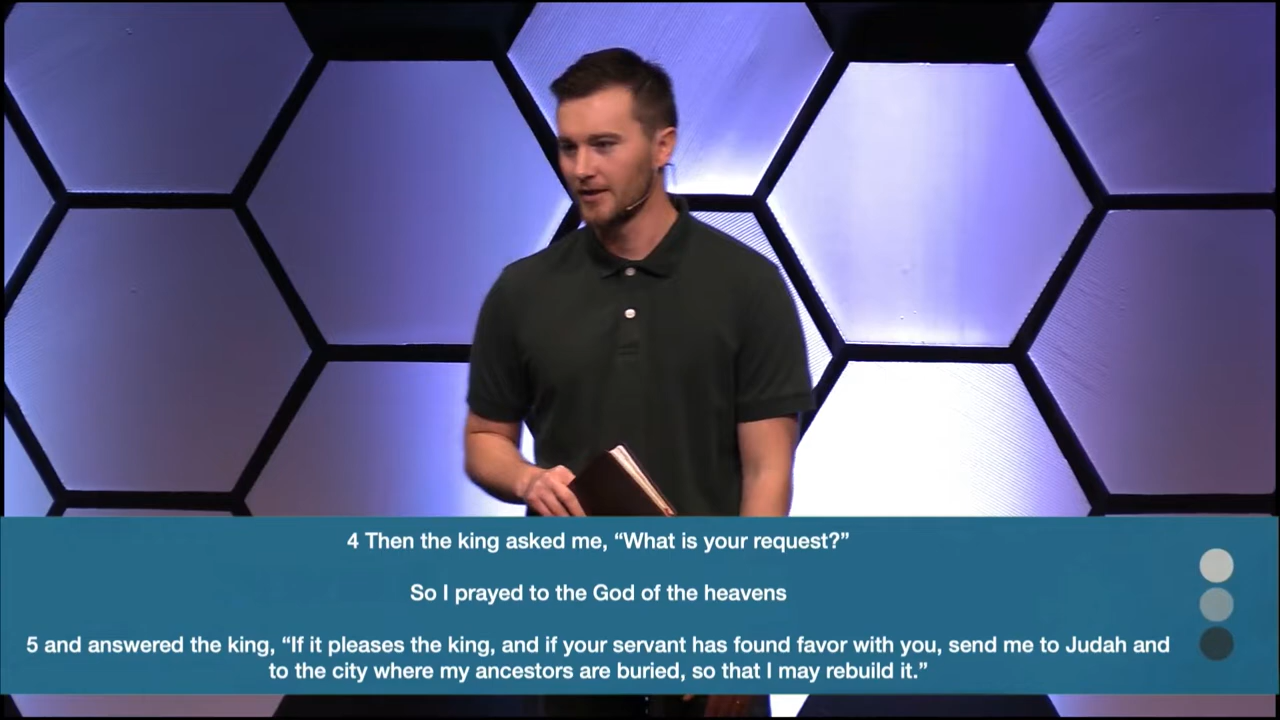 4 Then the king asked me, “What is your request?”
So I prayed to the God of the heavens
5 and answered the king, “If it pleases the king, and if your servant has found favor with you, send me to Judah and
to the city where my ancestors are buried, so that I may rebuild it.”